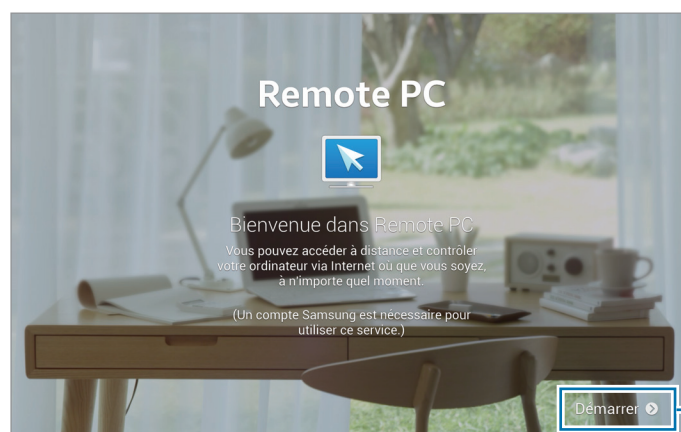 Remote PC
Bienvenue dans Remote PC
Vous pouvez accéder à distance et contrôler
votre ordinateur via Internet où que vous soyez,
à n'importe quel moment.
(Un compte Samsung est nécessaire pour
utiliser ce service.)
Démarrer